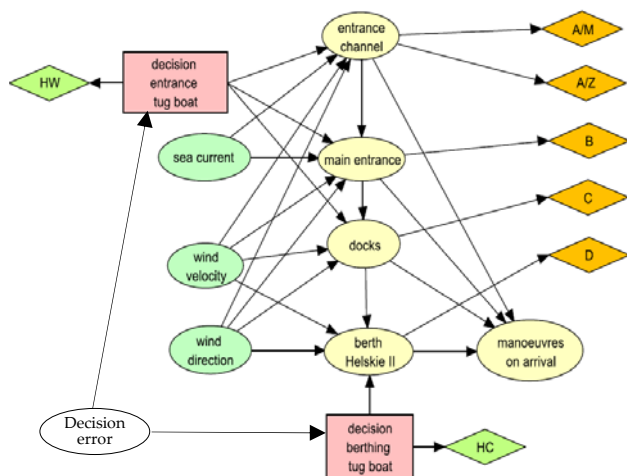 entrance
channel
A/M
decision
entrance
tug boat
HW
A/Z
sea current
main entrance
B
C
wind
velocity
docks
D
wind
direction
berth
Helskie II
manoeuvres
on arrival
Decision
error
decision
berthing
tug boat
HC